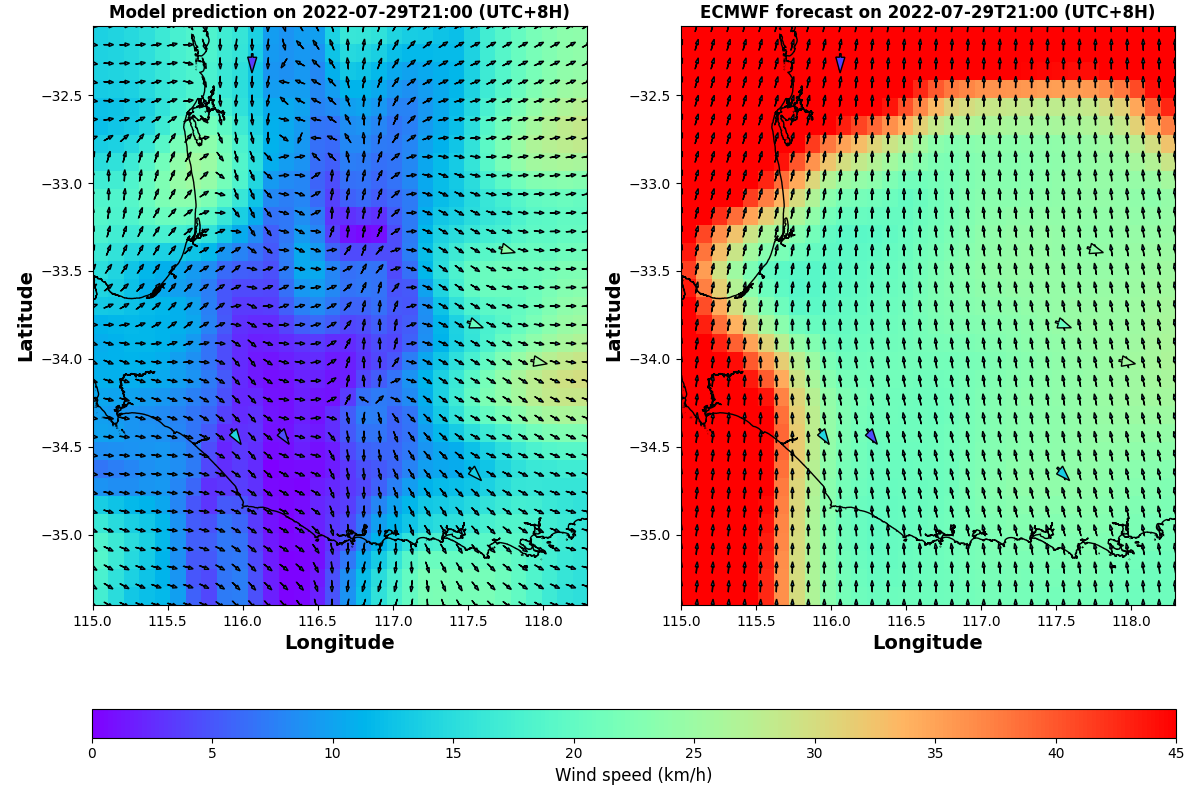 Model prediction on 2022-07-29T21:00 (UTC+8H)
ECMWF forecast on 2022-07-29T21:00 (UTC+8H)
−32.5
−33.0
−33.5
−34.0
−34.5
−35.0
Latitude
115.0 115.5 116.0 116.5 117.0 117.5 118.0
Longitude
−32.5
−33.0
−33.5
−34.0
−34.5
−35.0
Latitude
115.0 115.5 116.0 116.5 117.0 117.5 118.0
Longitude
0 5 10 15 20 25 30 35 40 45
Wind speed (km/h)